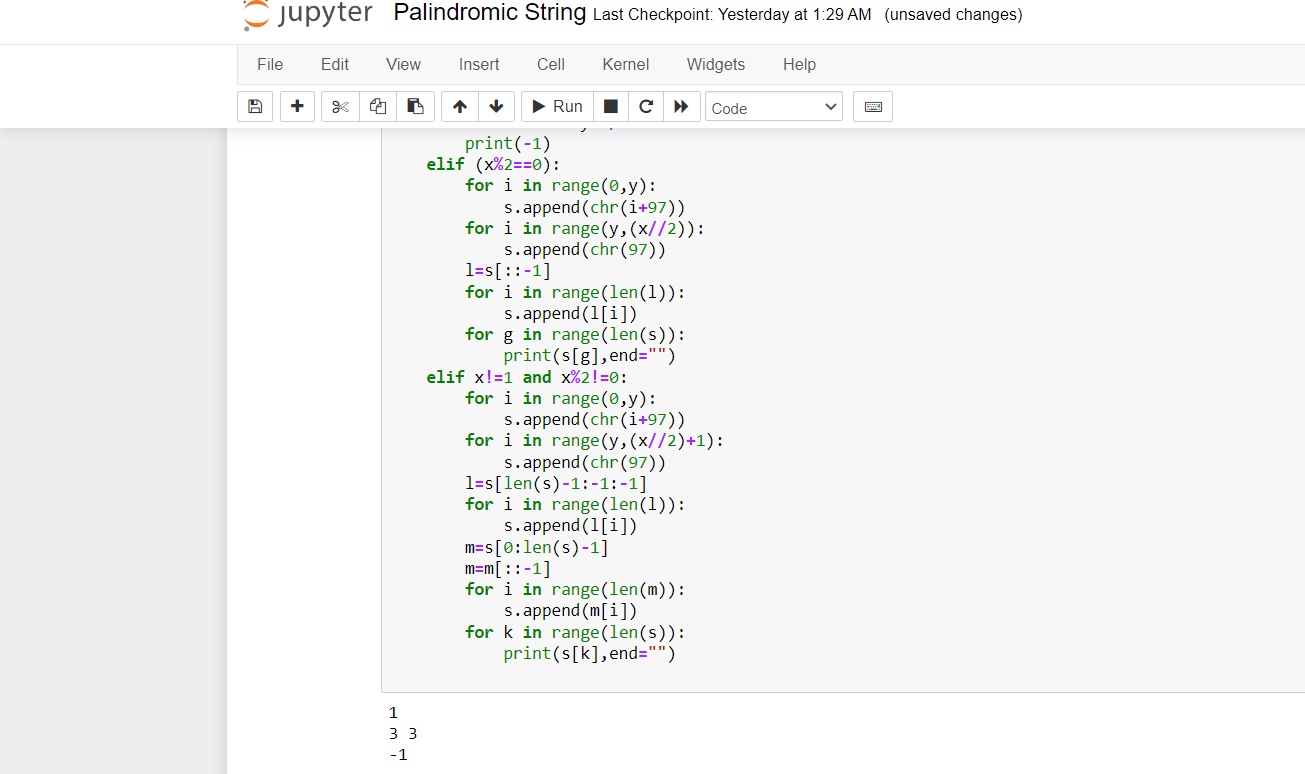 jupyter Palindromic String Last Checkpoint: Yesterday at 1:29 AM (unsaved changes)
File Edit View Insert Cell Kernel Widgets Help
Run Code
print(-1)
elif (x%2==0):
for i in range(0,y):
s.append(chr(i+97))
for i in range(y,(x//2)):
s.append(chr(97))
l=s[::-1]
for i in range(len(l)):
s.append(l[i])
for g in range(len(s)):
print(s[g],end="")
elif x!=1 and x%2!=0:
for i in range(0,y):
s.append(chr(i+97))
for i in range(y,(x//2)+1):
s.append(chr(97))
l=s[len(s)-1:-1:-1]
for i in range(len(l)):
s.append(l[i])
m=s[0:len(s)-1]
m=m[::-1]
for i in range(len(m)):
s.append(m[i])
for k in range(len(s)):
print(s[k],end="")
1
3 3
-1